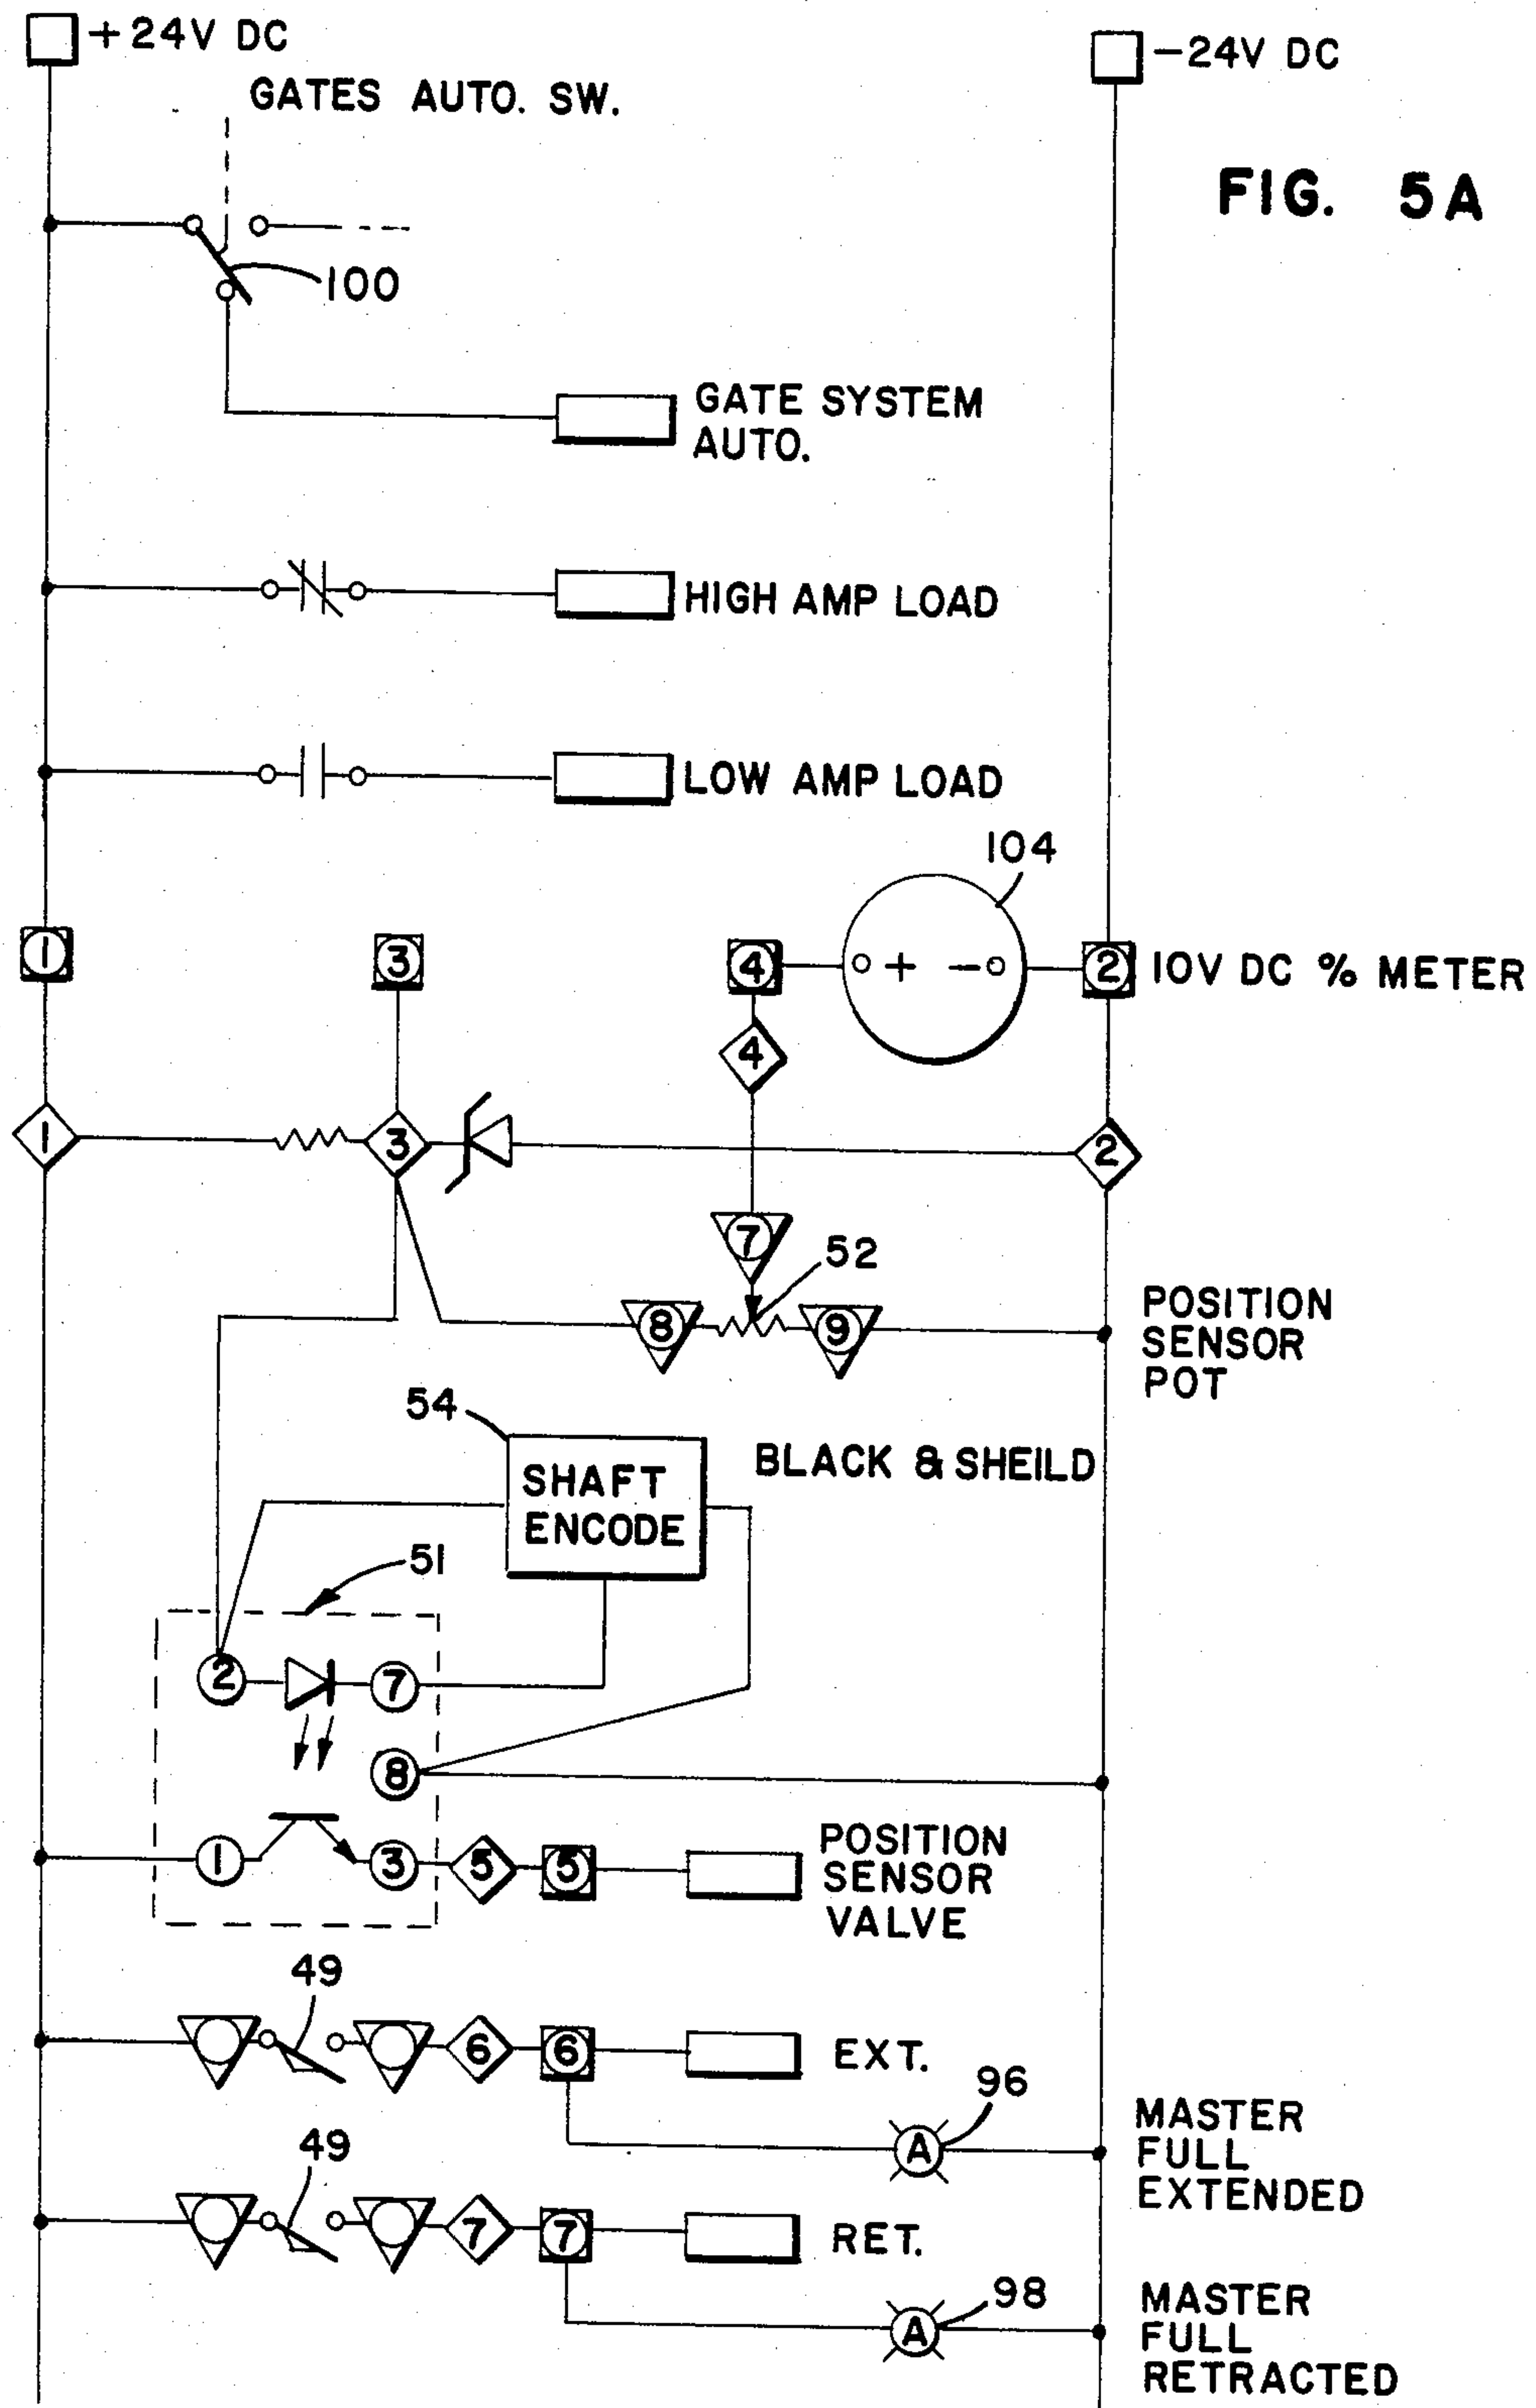 +24V DC
-24V DC
GATES AUTO. SW.
FIG. 5A
100
GATE SYSTEM
AUTO.
HIGH AMP LOAD
LOW AMP LOAD
104
1
3
4
+ -
2
10V DC % METER
4
1
3
2
7
52
8
9
POSITION
SENSOR
POT
54
BLACK & SHEILD
SHAFT
ENCODE
51
2
7
8
1
3
5
5
POSITION
SENSOR
VALVE
49
6
6
EXT.
96
A
MASTER
FULL
EXTENDED
49
7
7
RET.
98
A
MASTER
FULL
RETRACTED